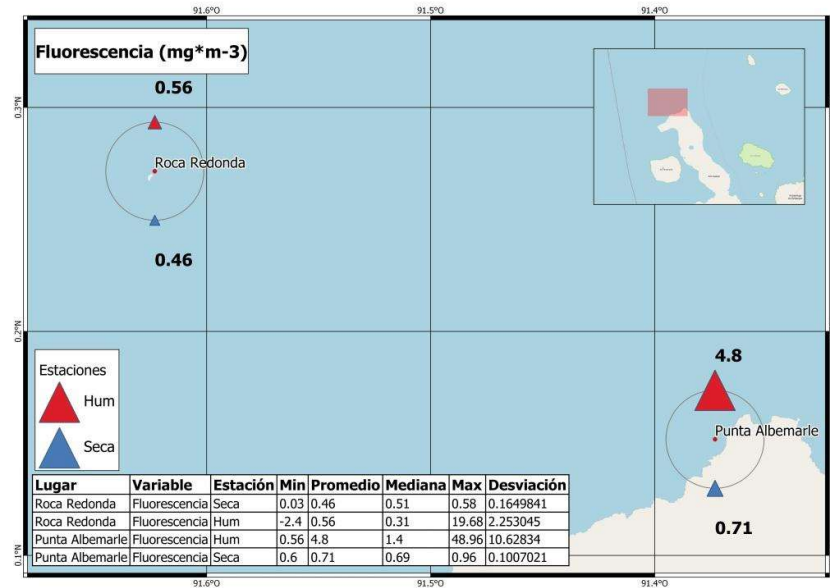 91.6°O 91.5°O 91.4°O
Fluorescencia (mg*m-3)
0.56
0.3°N
Roca Redonda
0.46
0.2°N
4.8
Estaciones
Hum
Seca
Punta Albemarle
0.71
Lugar Variable Estación Min Promedio Mediana Max Desviación
Roca Redonda Fluorescencia Seca 0.03 0.46 0.51 0.58 0.1649841
Roca Redonda Fluorescencia Hum -2.4 0.56 0.31 19.68 2.253045
Punta Albemarle Fluorescencia Hum 0.56 4.8 1.4 48.96 10.62834
Punta Albemarle Fluorescencia Seca 0.6 0.71 0.69 0.96 0.1007021
0.1°N
91.6°O 91.5°O 91.4°O